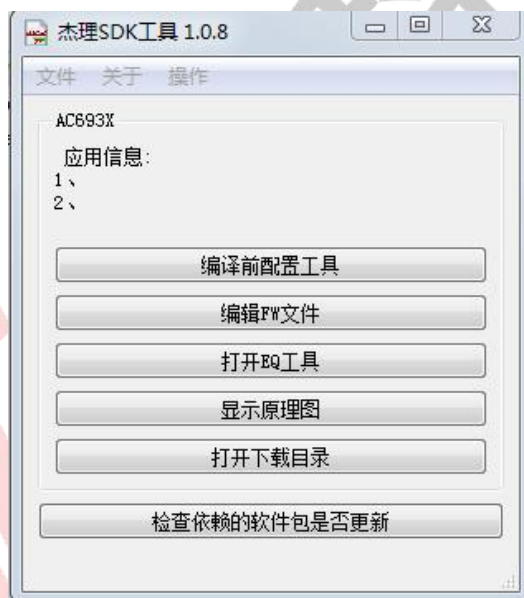 杰理SDK工具 1.0.8
文件 关于 操作
AC693X
应用信息:
1、
2、
编译前配置工具
编辑FW文件
打开EQ工具
显示原理图
打开下载目录
检查依赖的软件包是否更新